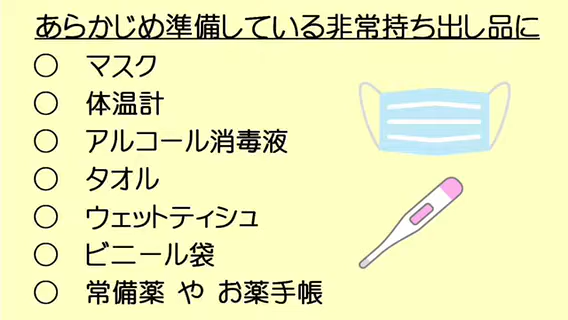 あらかじめ準備している非常持ち出し品に
○ マスク
○ 体温計
○ アルコール消毒液
○ タオル
○ ウェットティシュ
○ ビニール袋
○ 常備薬 や お薬手帳